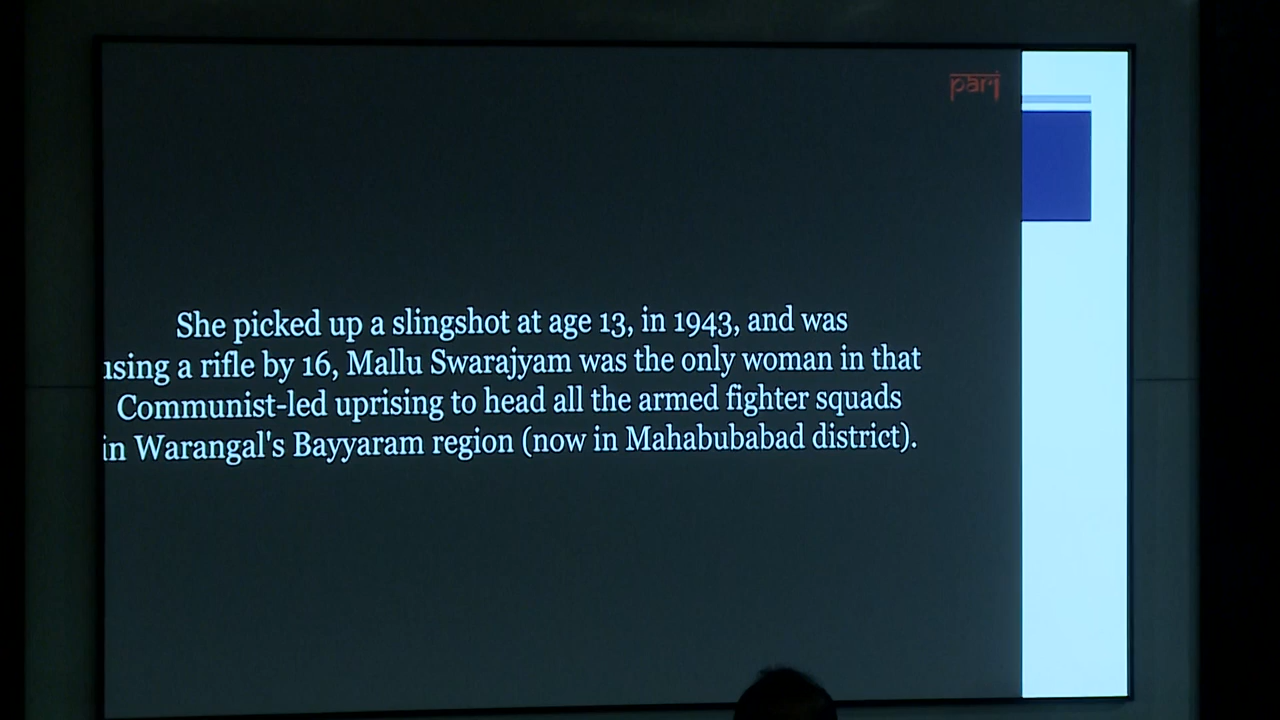 pari
She picked up a slingshot at age 13, in 1943, and was
using a rifle by 16, Mallu Swarajyam was the only woman in that
Communist-led uprising to head all the armed fighter squads
in Warangal's Bayyaram region (now in Mahabubabad district).